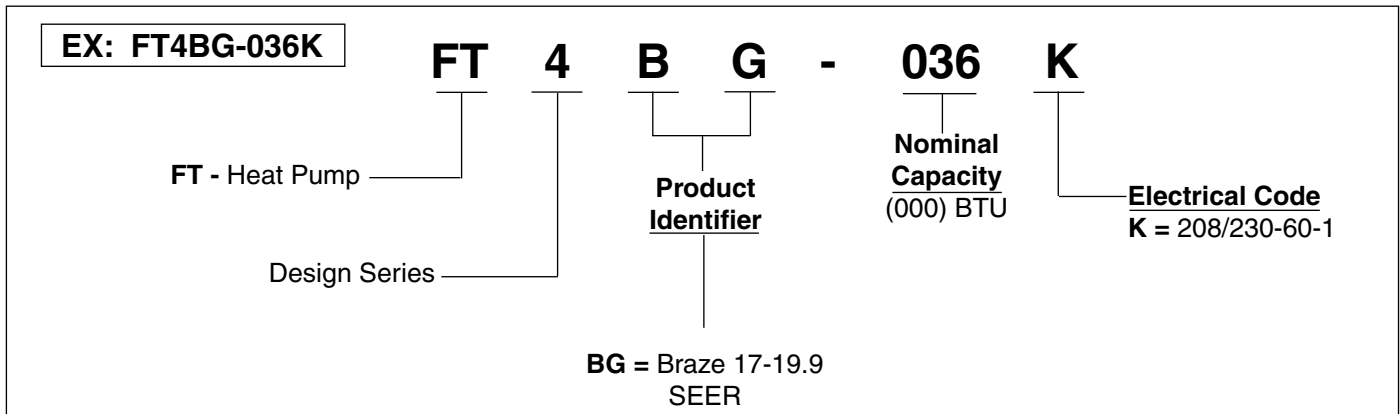 EX: FT4BG-036K
FT 4 B G - 036 K
FT - Heat Pump
Design Series
Product
Identifier
BG = Braze 17-19.9
SEER
Nominal
Capacity
(000) BTU
Electrical Code
K = 208/230-60-1